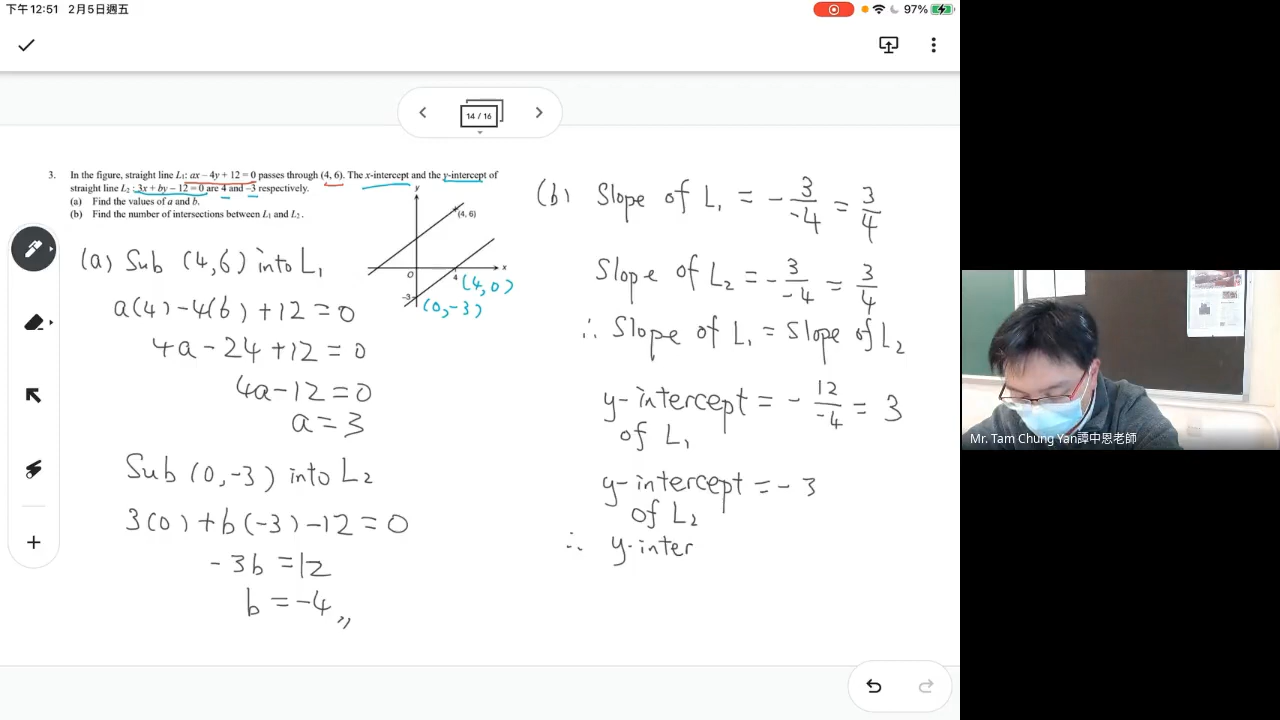 下午12:51 2月5日週五
97%
14 / 16
3. In the figure, straight line L₁: ax − 4y + 12 = 0 passes through (4, 6). The x-intercept and the y-intercept of
straight line L₂ : 3x + by − 12 = 0 are 4 and −3 respectively.
(a) Find the values of a and b.
(b) Find the number of intersections between L₁ and L₂.
y
(4, 6)
O
4
x
(4, 0)
−3
(0, −3)
(a) Sub (4,6) into L₁
a(4) − 4(6) + 12 = 0
4a − 24 + 12 = 0
4a − 12 = 0
a = 3
Sub (0, −3) into L₂
3(0) + b(−3) − 12 = 0
−3b = 12
b = −4 〃
(b) Slope of L₁ = − 3/−4 = 3/4
Slope of L₂ = − 3/−4 = 3/4
∴ Slope of L₁ = Slope of L₂
y-intercept = − 12/−4 = 3
of L₁
y-intercept = − 3
of L₂
∴ y-inter
Mr. Tam Chung Yan譚中恩老師